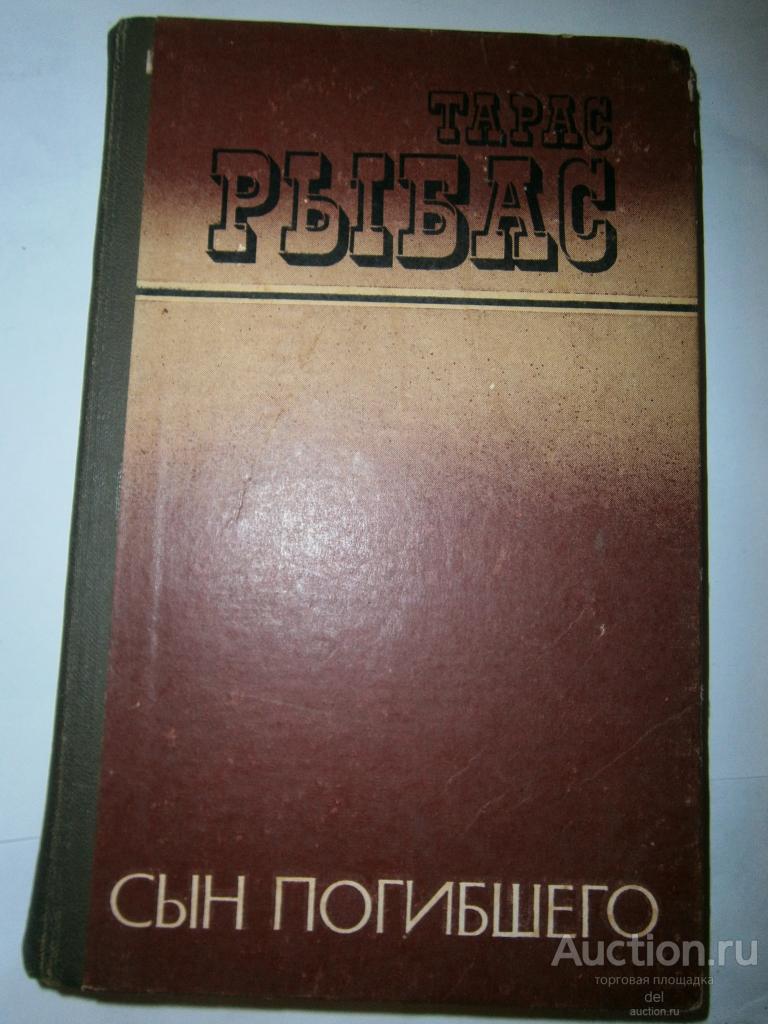 ТАРАС
РЫБАС
СЫН ПОГИБШЕГО
Auction.ru
торговая площадка
del
auction.ru